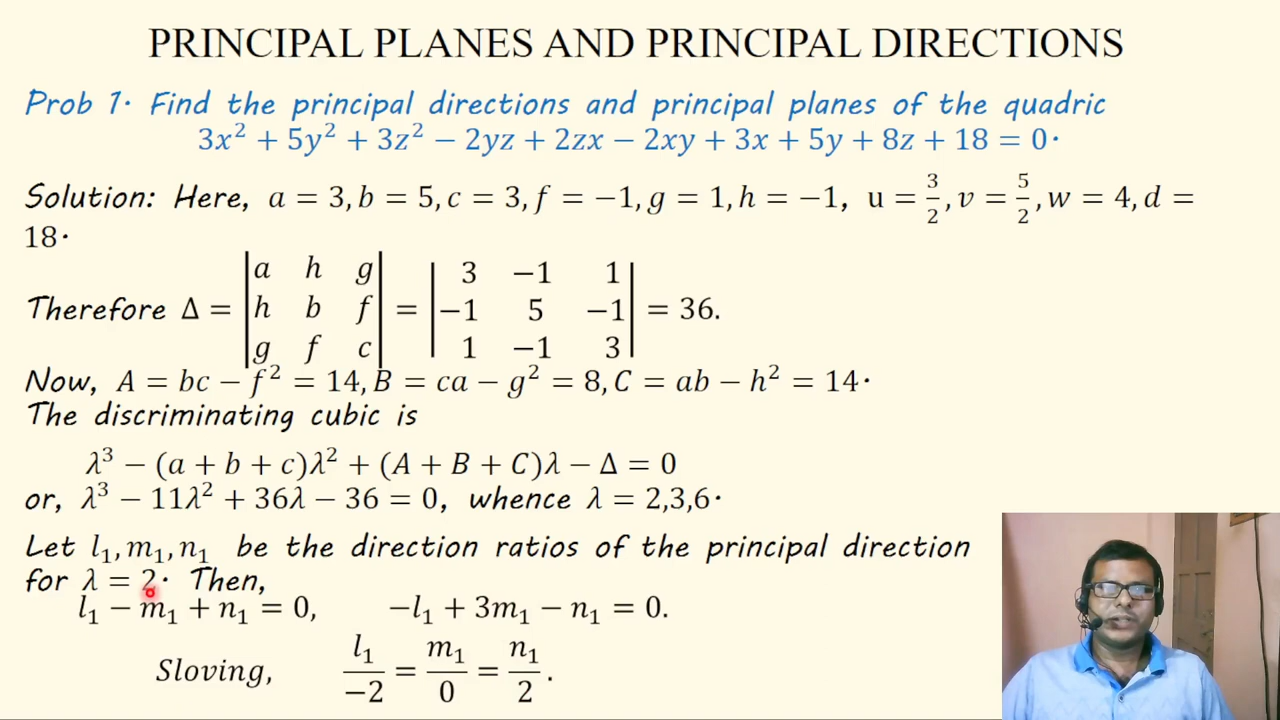 PRINCIPAL PLANES AND PRINCIPAL DIRECTIONS
Prob 1. Find the principal directions and principal planes of the quadric
3x² + 5y² + 3z² − 2yz + 2zx − 2xy + 3x + 5y + 8z + 18 = 0.
Solution: Here, a = 3, b = 5, c = 3, f = −1, g = 1, h = −1, u = 3/2, v = 5/2, w = 4, d =
18.
Therefore Δ = |a h g; h b f; g f c| = |3 −1 1; −1 5 −1; 1 −1 3| = 36.
Now, A = bc − f² = 14, B = ca − g² = 8, C = ab − h² = 14.
The discriminating cubic is
λ³ − (a + b + c)λ² + (A + B + C)λ − Δ = 0
or, λ³ − 11λ² + 36λ − 36 = 0, whence λ = 2,3,6.
Let l₁, m₁, n₁ be the direction ratios of the principal direction
for λ = 2. Then,
l₁ − m₁ + n₁ = 0, −l₁ + 3m₁ − n₁ = 0.
Sloving, l₁/−2 = m₁/0 = n₁/2.